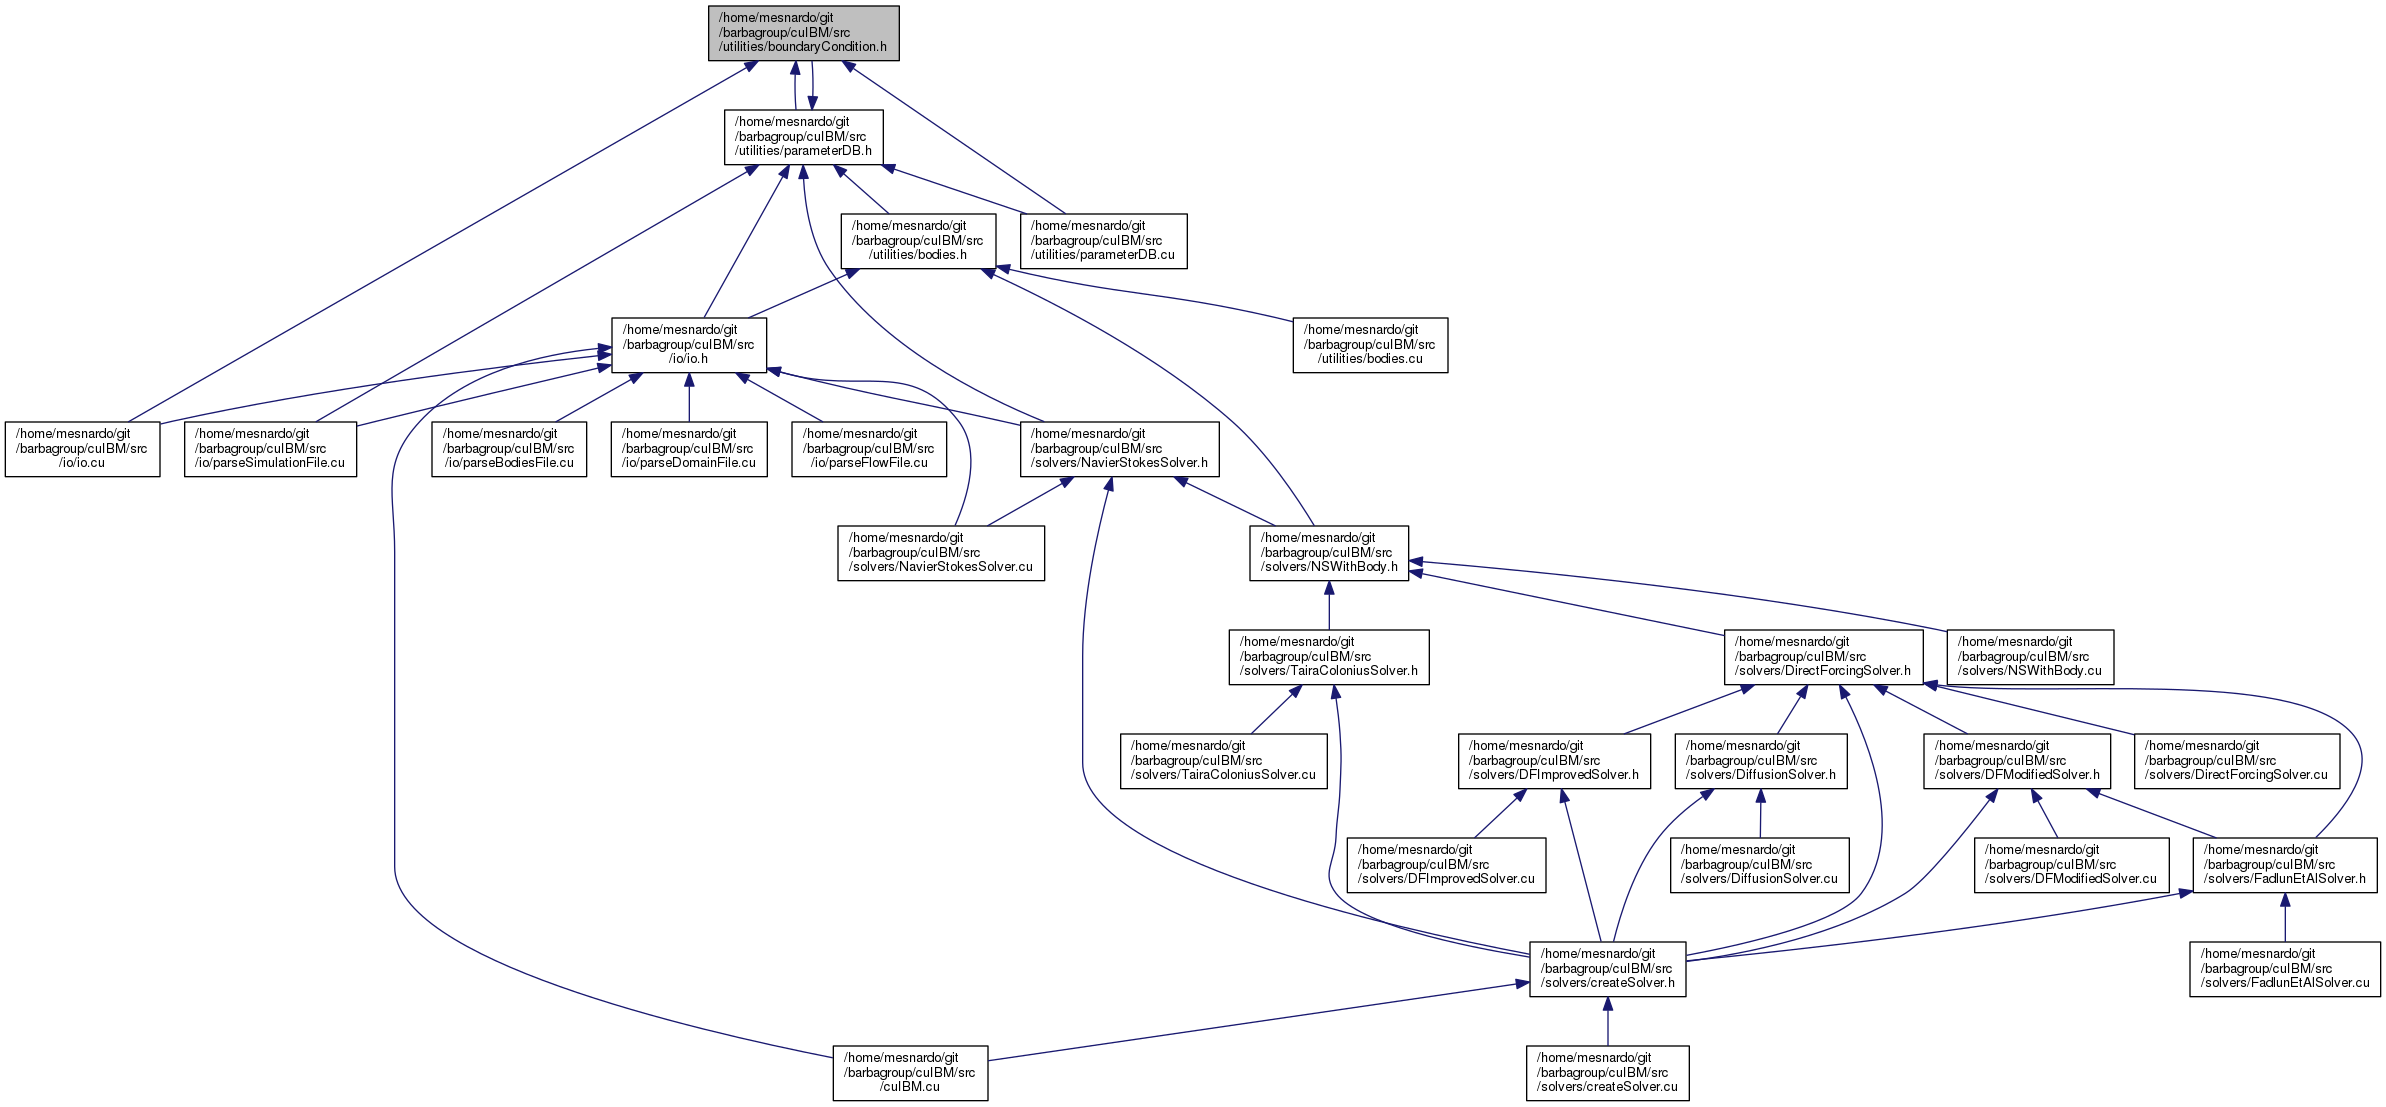 /home/mesnardo/git
/barbagroup/cuIBM/src
/utilities/boundaryCondition.h
/home/mesnardo/git
/barbagroup/cuIBM/src
/utilities/parameterDB.h
/home/mesnardo/git
/barbagroup/cuIBM/src
/utilities/bodies.h
/home/mesnardo/git
/barbagroup/cuIBM/src
/utilities/parameterDB.cu
/home/mesnardo/git
/barbagroup/cuIBM/src
/io/io.h
/home/mesnardo/git
/barbagroup/cuIBM/src
/utilities/bodies.cu
/home/mesnardo/git
/barbagroup/cuIBM/src
/io/io.cu
/home/mesnardo/git
/barbagroup/cuIBM/src
/io/parseSimulationFile.cu
/home/mesnardo/git
/barbagroup/cuIBM/src
/io/parseBodiesFile.cu
/home/mesnardo/git
/barbagroup/cuIBM/src
/io/parseDomainFile.cu
/home/mesnardo/git
/barbagroup/cuIBM/src
/io/parseFlowFile.cu
/home/mesnardo/git
/barbagroup/cuIBM/src
/solvers/NavierStokesSolver.h
/home/mesnardo/git
/barbagroup/cuIBM/src
/solvers/NavierStokesSolver.cu
/home/mesnardo/git
/barbagroup/cuIBM/src
/solvers/NSWithBody.h
/home/mesnardo/git
/barbagroup/cuIBM/src
/solvers/TairaColoniusSolver.h
/home/mesnardo/git
/barbagroup/cuIBM/src
/solvers/DirectForcingSolver.h
/home/mesnardo/git
/barbagroup/cuIBM/src
/solvers/NSWithBody.cu
/home/mesnardo/git
/barbagroup/cuIBM/src
/solvers/TairaColoniusSolver.cu
/home/mesnardo/git
/barbagroup/cuIBM/src
/solvers/DFImprovedSolver.h
/home/mesnardo/git
/barbagroup/cuIBM/src
/solvers/DiffusionSolver.h
/home/mesnardo/git
/barbagroup/cuIBM/src
/solvers/DFModifiedSolver.h
/home/mesnardo/git
/barbagroup/cuIBM/src
/solvers/DirectForcingSolver.cu
/home/mesnardo/git
/barbagroup/cuIBM/src
/solvers/DFImprovedSolver.cu
/home/mesnardo/git
/barbagroup/cuIBM/src
/solvers/DiffusionSolver.cu
/home/mesnardo/git
/barbagroup/cuIBM/src
/solvers/DFModifiedSolver.cu
/home/mesnardo/git
/barbagroup/cuIBM/src
/solvers/FadlunEtAlSolver.h
/home/mesnardo/git
/barbagroup/cuIBM/src
/solvers/createSolver.h
/home/mesnardo/git
/barbagroup/cuIBM/src
/solvers/FadlunEtAlSolver.cu
/home/mesnardo/git
/barbagroup/cuIBM/src
/cuIBM.cu
/home/mesnardo/git
/barbagroup/cuIBM/src
/solvers/createSolver.cu